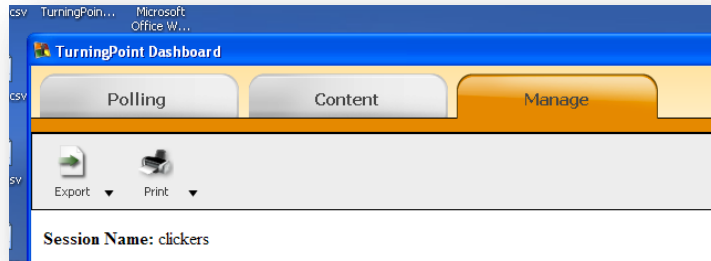 csv TurningPoin... Microsoft
Office W...
TurningPoint Dashboard
csv
Polling Content Manage
sv
Export Print
Session Name: clickers